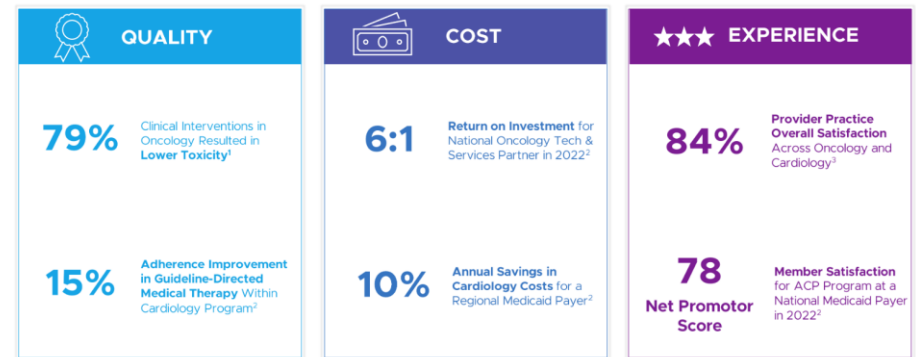 QUALITY
79%
Clinical Interventions in
Oncology Resulted in
Lower Toxicity¹
15%
Adherence Improvement
in Guideline-Directed
Medical Therapy Within
Cardiology Program²
COST
6:1
Return on Investment for
National Oncology Tech &
Services Partner in 2022²
10%
Annual Savings in
Cardiology Costs for a
Regional Medicaid Payer²
EXPERIENCE
84%
Provider Practice
Overall Satisfaction
Across Oncology and
Cardiology³
78
Net Promotor
Score
Member Satisfaction
for ACP Program at a
National Medicaid Payer
in 2022²